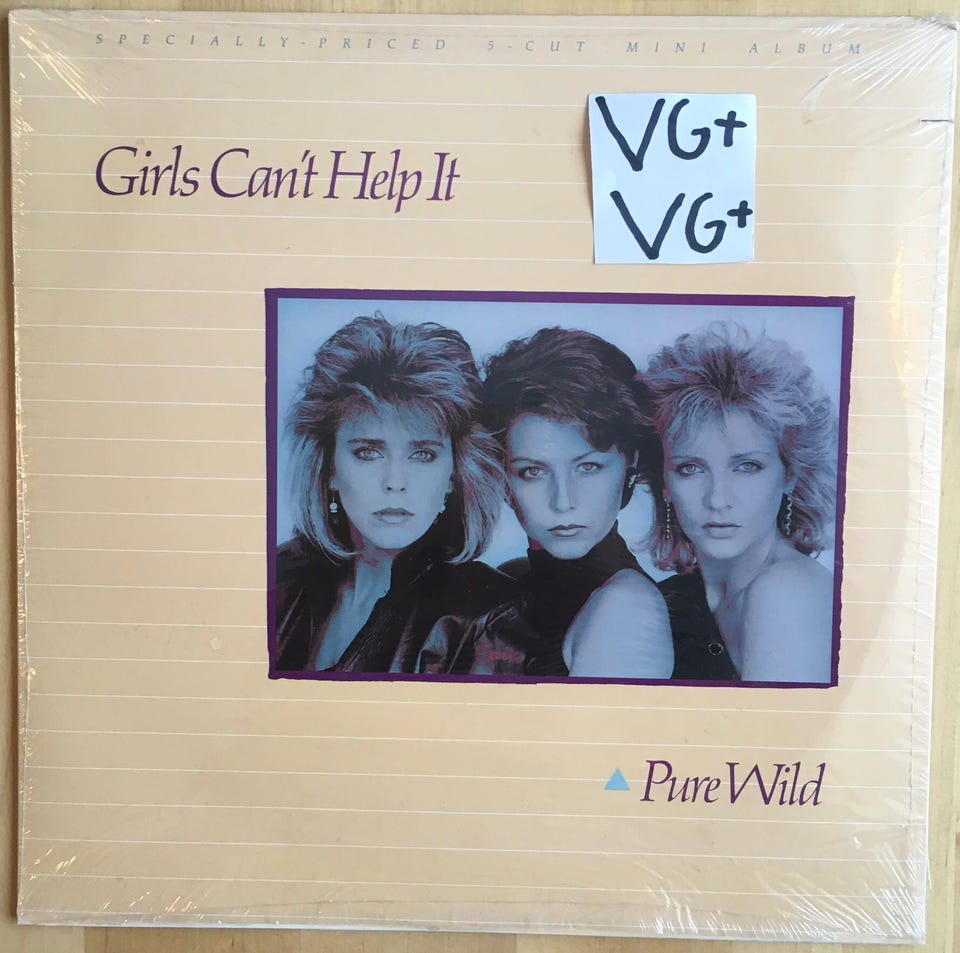 SPECIALLY-PRICED 5-CUT MINI ALBUM
Girls Can't Help It
VG+
VG+
Pure Wild